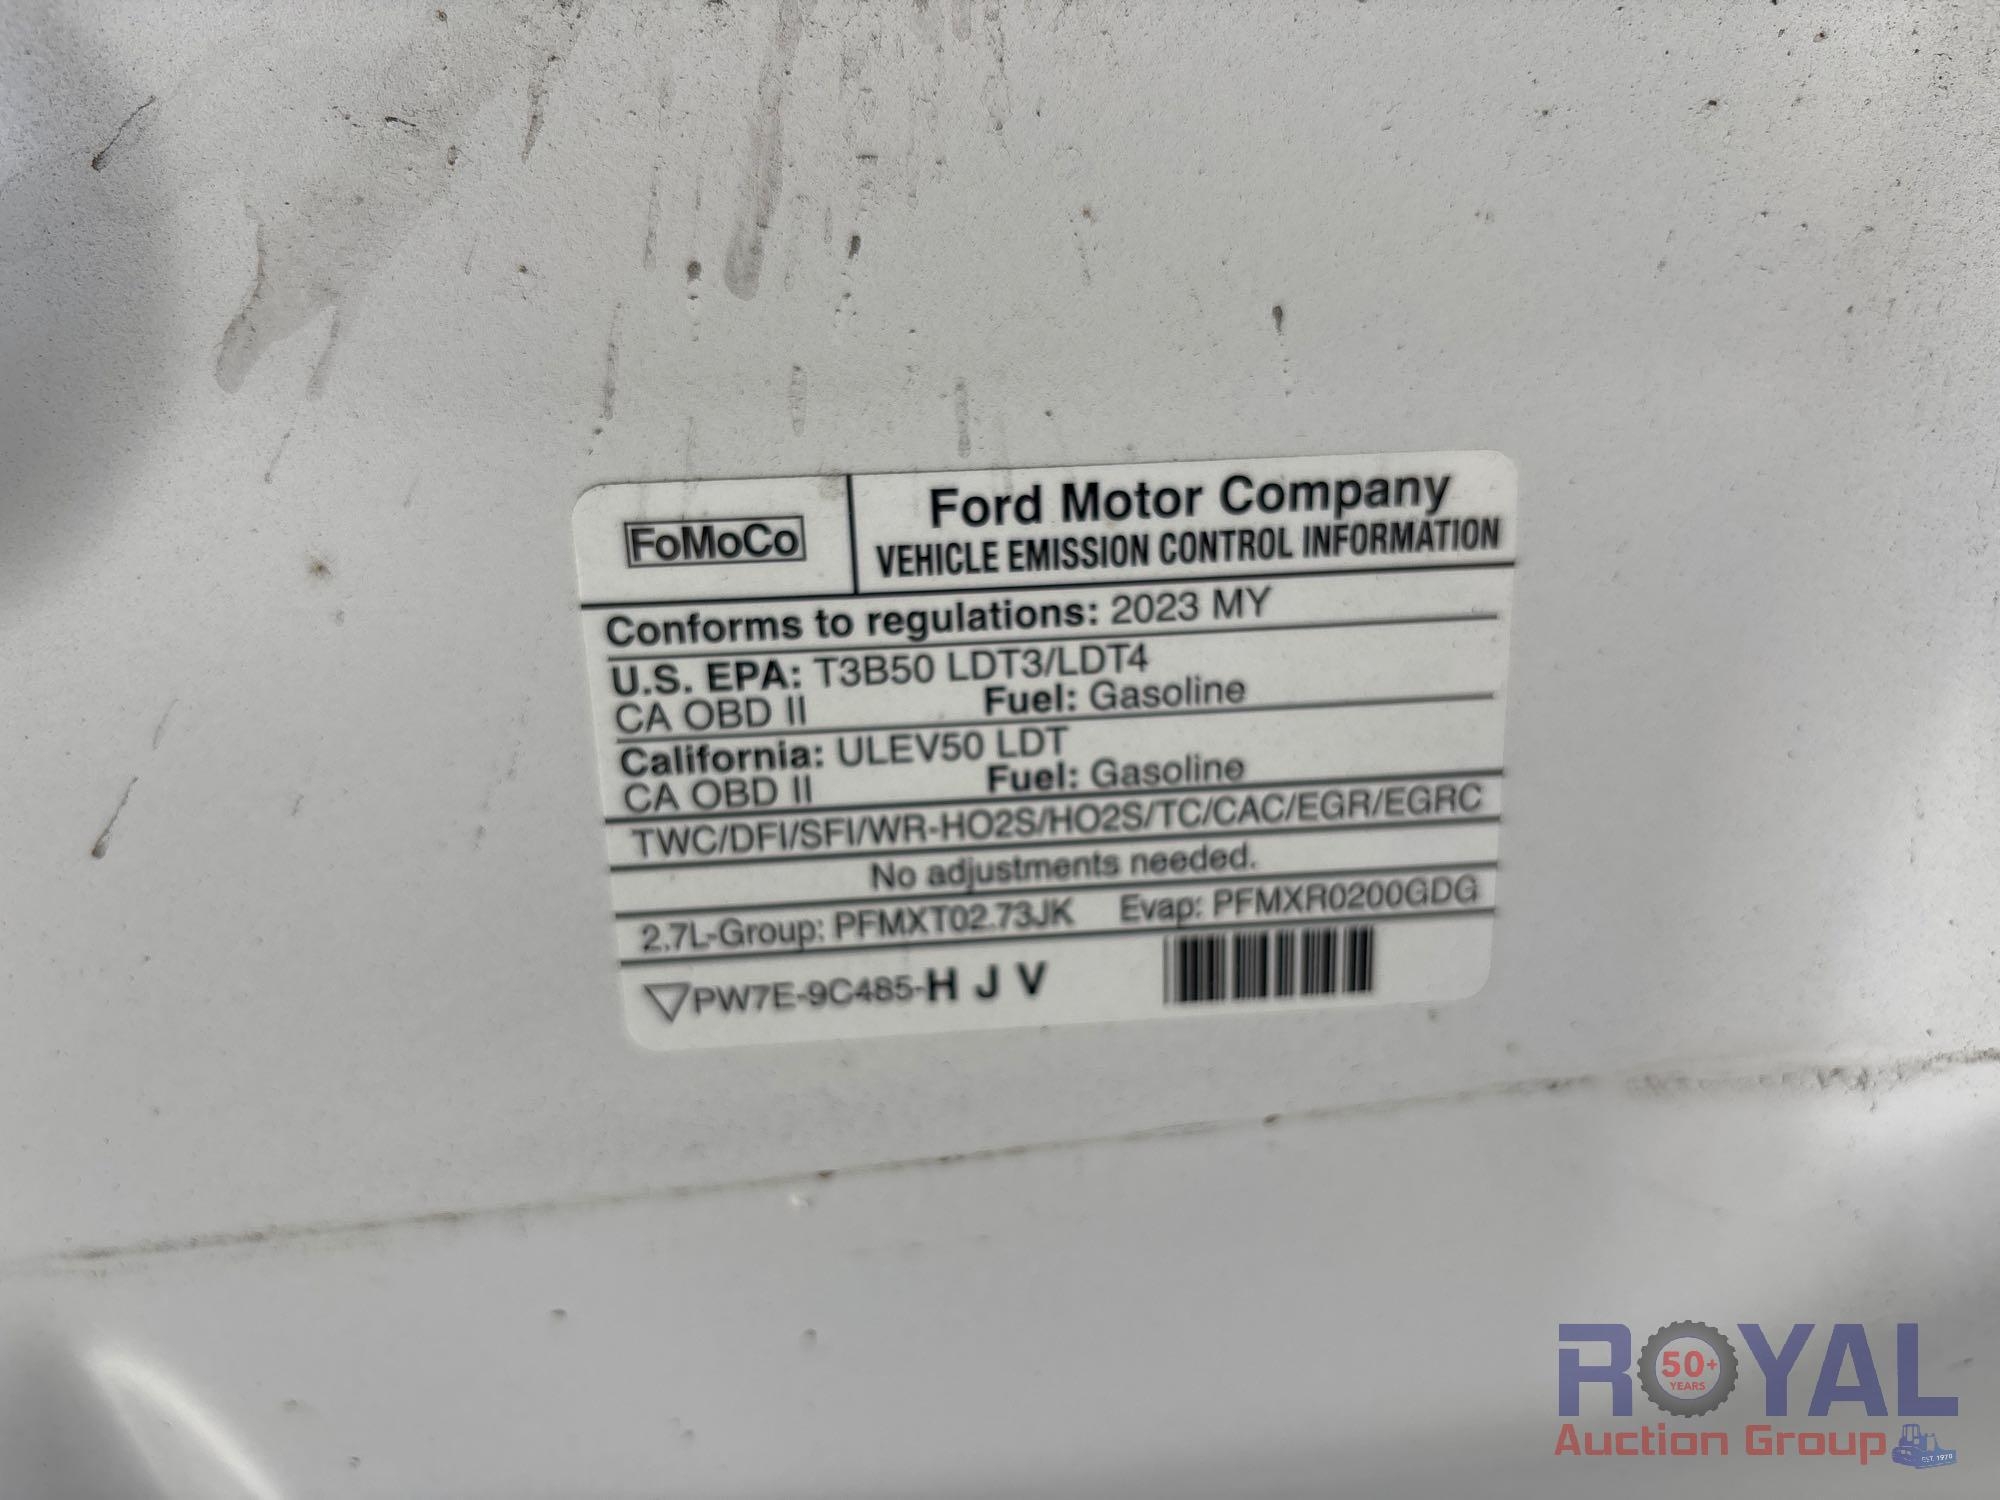 FoMoCo
Ford Motor Company
VEHICLE EMISSION CONTROL INFORMATION
Conforms to regulations: 2023 MY
U.S. EPA: T3B50 LDT3/LDT4
CA OBD II Fuel: Gasoline
California: ULEV50 LDT
CA OBD II Fuel: Gasoline
TWC/DFI/SFI/WR-HO2S/HO2S/TC/CAC/EGR/EGRC
No adjustments needed.
2.7L-Group: PFMXT02.73JK Evap: PFMXR0200GDG
PW7E-9C485-H J V
ROYAL
50+
YEARS
Auction Group
EST. 1970